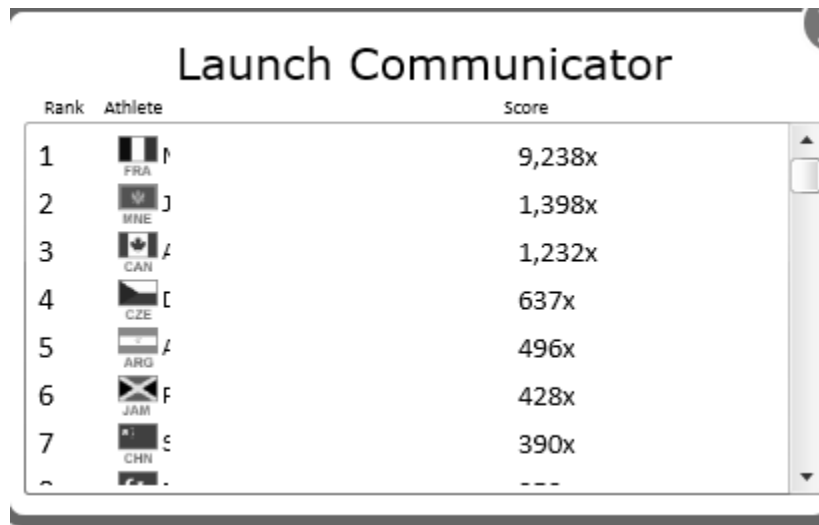 Launch Communicator
Rank Athlete Score
1 FRA 9,238x
2 MNE 1,398x
3 CAN 1,232x
4 CZE 637x
5 ARG 496x
6 JAM 428x
7 CHN 390x